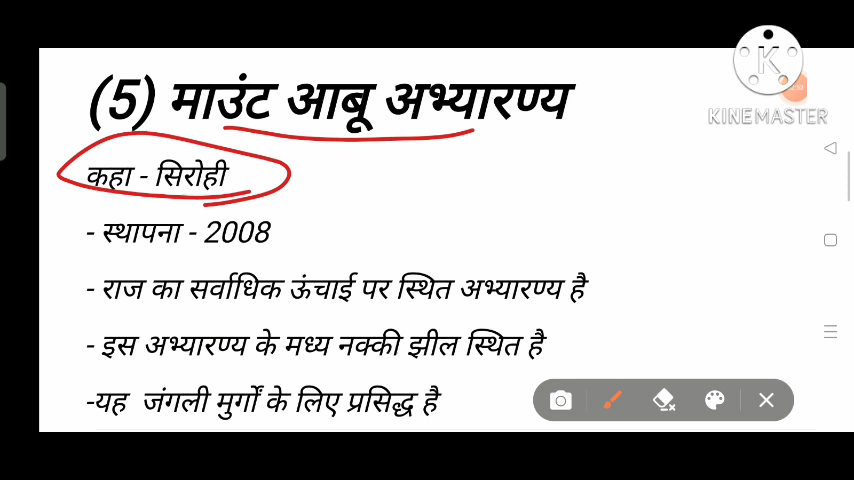 (5) माउंट आबू अभ्यारण्य
K
KINEMASTER
कहा - सिरोही
- स्थापना - 2008
- राज का सर्वाधिक ऊंचाई पर स्थित अभ्यारण्य है
- इस अभ्यारण्य के मध्य नक्की झील स्थित है
-यह जंगली मुर्गों के लिए प्रसिद्ध है